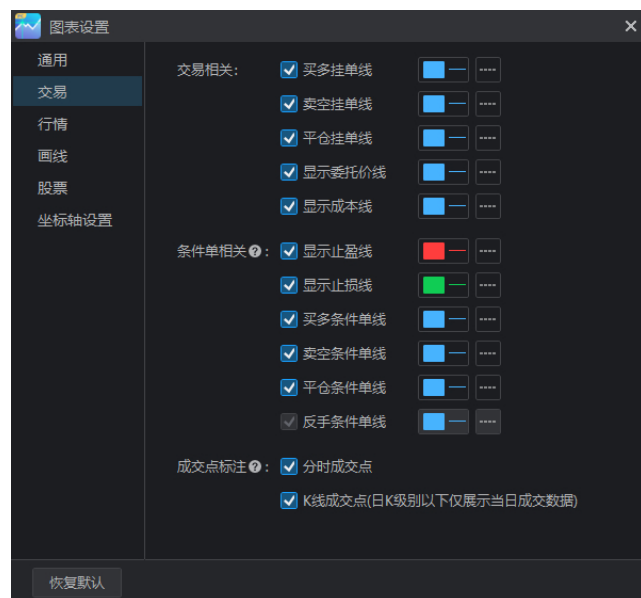 图表设置
通用
交易
行情
画线
股票
坐标轴设置
交易相关：
买多挂单线
卖空挂单线
平仓挂单线
显示委托价线
显示成本线
条件单相关?：
显示止盈线
显示止损线
买多条件单线
卖空条件单线
平仓条件单线
反手条件单线
成交点标注?：
分时成交点
K线成交点(日K级别以下仅展示当日成交数据)
恢复默认